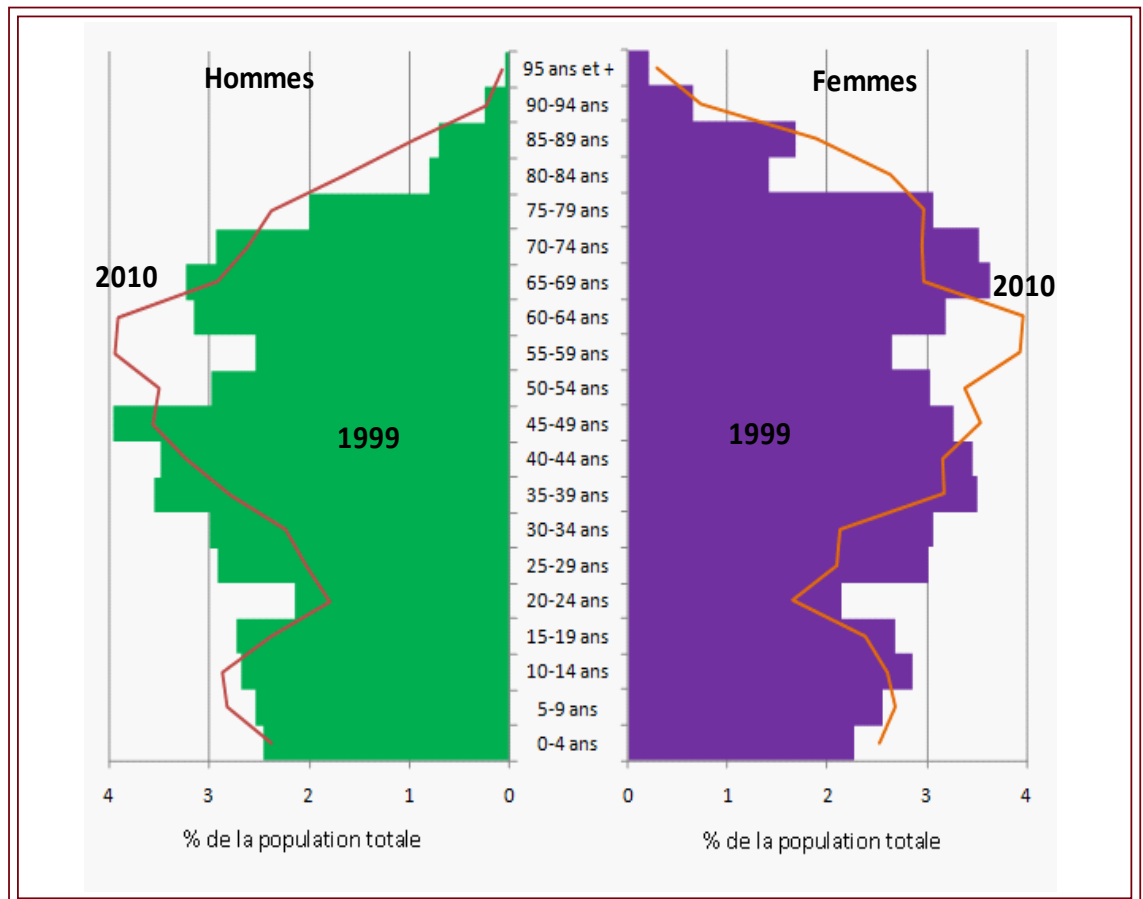 Hommes
Femmes
95 ans et +
90-94 ans
85-89 ans
80-84 ans
75-79 ans
70-74 ans
2010
65-69 ans
2010
60-64 ans
55-59 ans
50-54 ans
45-49 ans
1999
1999
40-44 ans
35-39 ans
30-34 ans
25-29 ans
20-24 ans
15-19 ans
10-14 ans
5-9 ans
0-4 ans
4 3 2 1 0
0 1 2 3 4
% de la population totale
% de la population totale